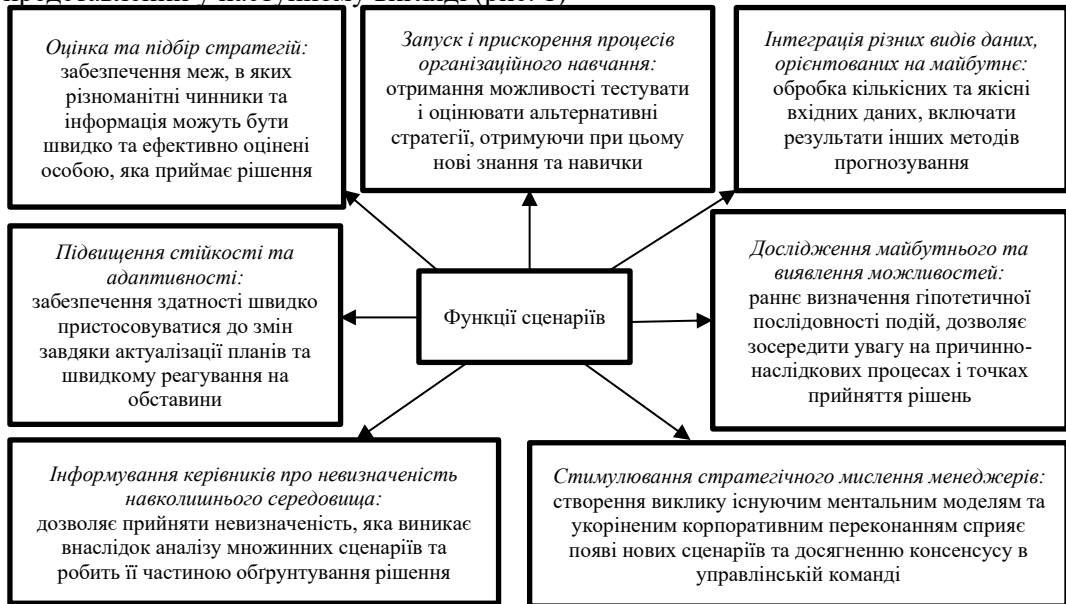 представлений у наступному вигляді (рис. 1)
Оцінка та підбір стратегій:
забезпечення меж, в яких
різноманітні чинники та
інформація можуть бути
швидко та ефективно оцінені
особою, яка приймає рішення
Запуск і прискорення процесів
організаційного навчання:
отримання можливості тестувати
і оцінювати альтернативні
стратегії, отримуючи при цьому
нові знання та навички
Інтеграція різних видів даних,
орієнтованих на майбутнє:
обробка кількісних та якісні
вхідних даних, включати
результати інших методів
прогнозування
Підвищення стійкості та
адаптивності:
забезпечення здатності швидко
пристосовуватися до змін
завдяки актуалізації планів та
швидкому реагування на
обставини
Функції сценаріїв
Дослідження майбутнього та
виявлення можливостей:
раннє визначення гіпотетичної
послідовності подій, дозволяє
зосередити увагу на причинно-
наслідкових процесах і точках
прийняття рішень
Інформування керівників про невизначеність
навколишнього середовища:
дозволяє прийняти невизначеність, яка виникає
внаслідок аналізу множинних сценаріїв та
робить її частиною обґрунтування рішення
Стимулювання стратегічного мислення менеджерів:
створення виклику існуючим ментальним моделям та
укоріненим корпоративним переконанням сприяє
появі нових сценаріїв та досягненню консенсусу в
управлінській команді